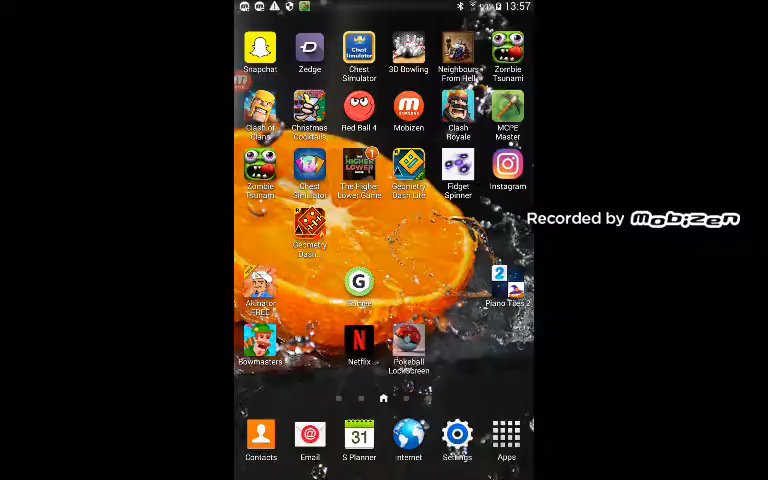 13:57
Snapchat
Zedge
Chest
Simulator
3D Bowling
Neighbours
From Hell
Zombie
Tsunami
Clash of
Clans
Christmas
Cocktails
Red Ball 4
Mobizen
Clash
Royale
MCPE
Master
Zombie
Tsunami
Chest
Simulator
The Higher
Lower Game
Geometry
Dash Lite
Fidget
Spinner
Instagram
Recorded by Mobizen
Geometry
Dash..
Akinator
FREE
Piano Tiles 2
Bowmasters
Netflix
Pokeball
LockScreen
31
Contacts
Email
S Planner
Internet
Settings
Apps